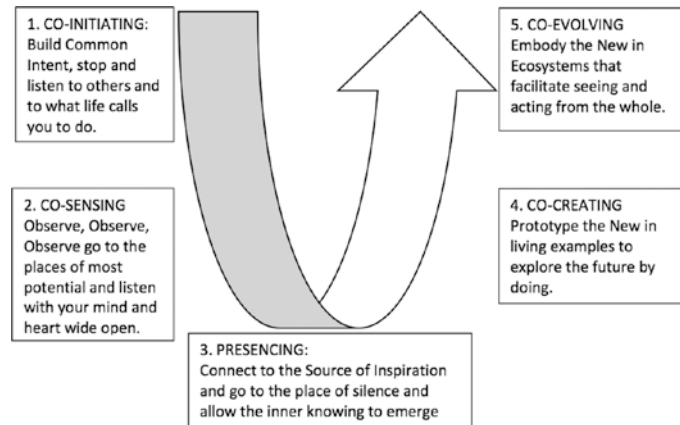 1. CO-INITIATING:
Build Common
Intent, stop and
listen to others and
to what life calls
you to do.
2. CO-SENSING
Observe, Observe,
Observe go to the
places of most
potential and listen
with your mind and
heart wide open.
3. PRESENCING:
Connect to the Source of Inspiration
and go to the place of silence and
allow the inner knowing to emerge
4. CO-CREATING
Prototype the New in
living examples to
explore the future by
doing.
5. CO-EVOLVING
Embody the New in
Ecosystems that
facilitate seeing and
acting from the whole.